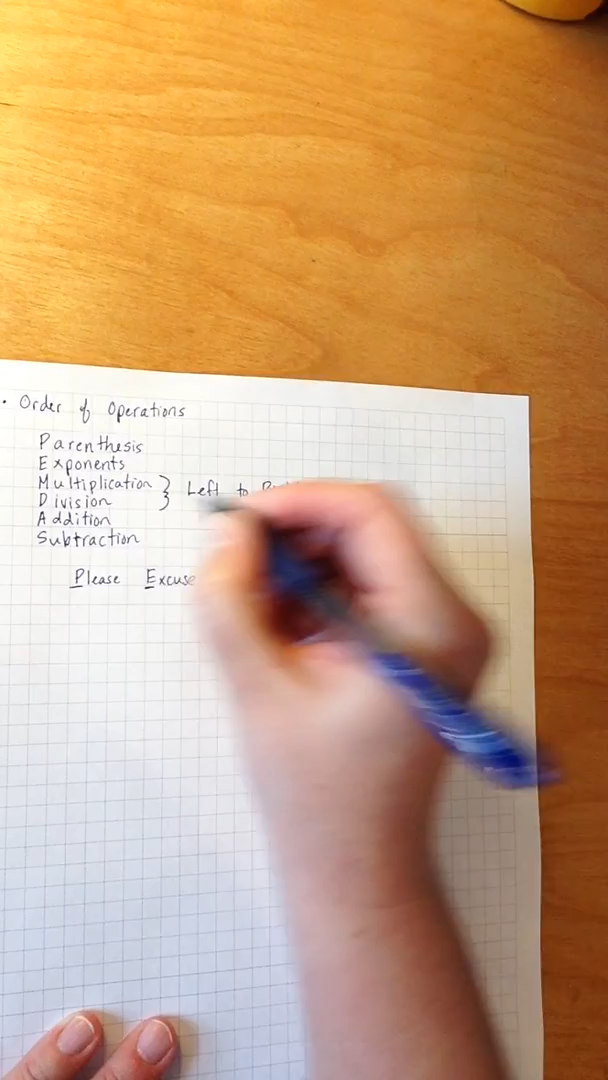 • Order of Operations
Parenthesis
Exponents
Multiplication
Division
} Left to
Addition
Subtraction
Please Excuse